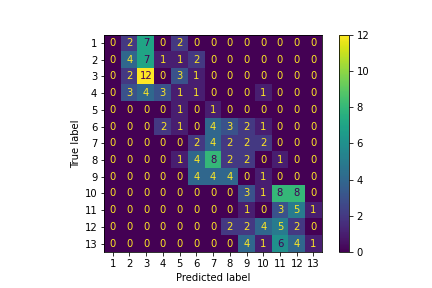 True label
1 0 2 7 0 2 0 0 0 0 0 0 0 0
2 0 4 7 1 1 2 0 0 0 0 0 0 0
3 0 2 12 0 3 1 0 0 0 0 0 0 0
4 0 3 4 3 1 1 0 0 0 1 0 0 0
5 0 0 0 0 1 0 1 0 0 0 0 0 0
6 0 0 0 2 1 0 4 3 2 1 0 0 0
7 0 0 0 0 0 2 4 2 2 2 0 0 0
8 0 0 0 0 1 4 8 2 2 0 1 0 0
9 0 0 0 0 0 4 4 4 0 1 0 0 0
10 0 0 0 0 0 0 0 0 3 1 8 8 0
11 0 0 0 0 0 0 0 0 1 0 3 5 1
12 0 0 0 0 0 0 0 2 2 4 5 2 0
13 0 0 0 0 0 0 0 0 4 1 6 4 1
1 2 3 4 5 6 7 8 9 10 11 12 13
Predicted label
12
10
8
6
4
2
0